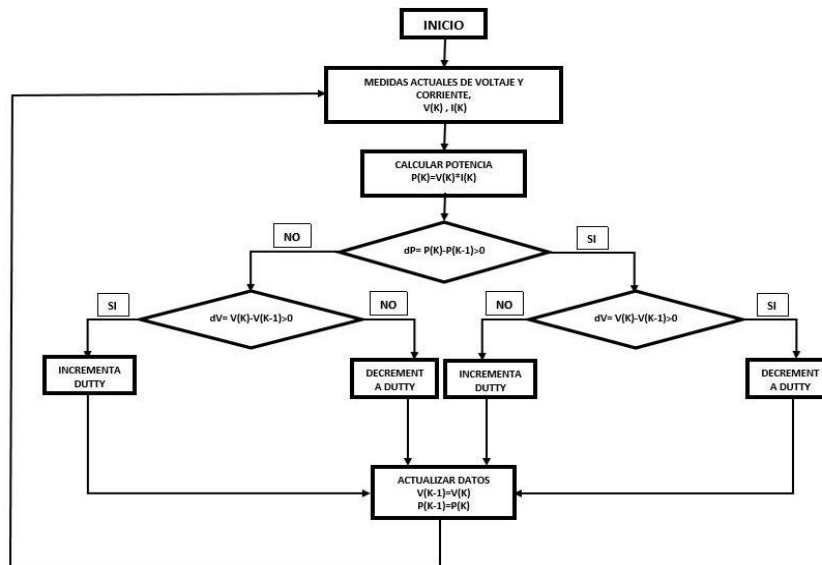 INICIO
MEDIDAS ACTUALES DE VOLTAJE Y
CORRIENTE,
V(K) , I(K)
CALCULAR POTENCIA
P(K)=V(K)*I(K)
NO
dP= P(K)-P(K-1)>0
SI
SI
dV= V(K)-V(K-1)>0
NO
NO
dV= V(K)-V(K-1)>0
SI
INCREMENTA
DUTTY
DECREMENT
A DUTTY
INCREMENTA
DUTTY
DECREMENT
A DUTTY
ACTUALIZAR DATOS
V(K-1)=V(K)
P(K-1)=P(K)